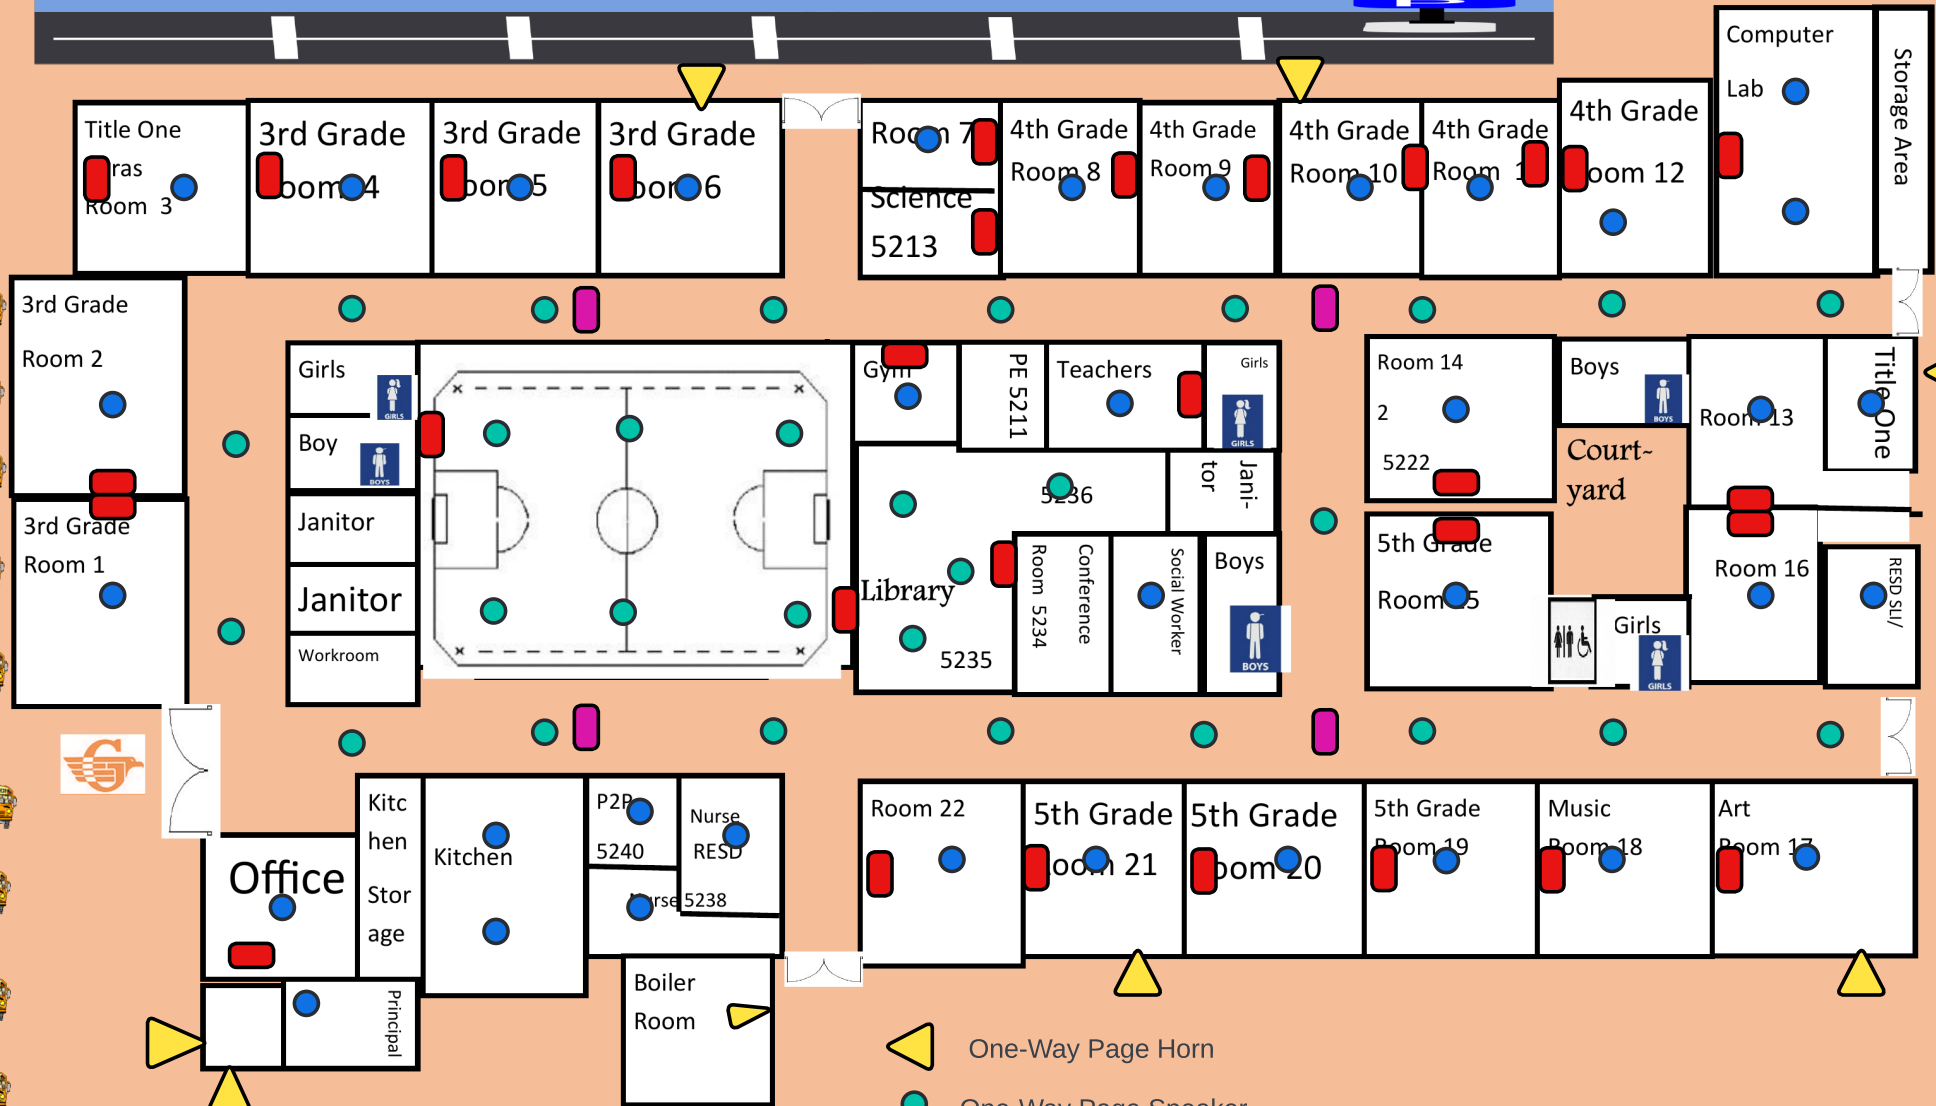 Computer
Lab
Storage Area
Title One
ras
Room 3
3rd Grade
oom 4
3rd Grade
oom 5
3rd Grade
oom 6
Room 7
Science
5213
4th Grade
Room 8
4th Grade
Room 9
4th Grade
Room 10
4th Grade
Room 1
4th Grade
oom 12
3rd Grade
Room 2
3rd Grade
Room 1
Girls
GIRLS
Boy
BOYS
Janitor
Janitor
Workroom
Gym
PE 5211
Teachers
Girls
GIRLS
5236
Jani-
tor
Library
5235
Room 5234
Conference
Social Worker
Boys
BOYS
Room 14
2
5222
Boys
BOYS
Court-
yard
Room 13
Title One
5th Grade
Room 15
Girls
GIRLS
Room 16
RESD SLI/
Office
Kitc
hen
Stor
age
Kitchen
P2P
5240
Nurse
RESD
Nurse 5238
Principal
Boiler
Room
Room 22
5th Grade
oom 21
5th Grade
oom 20
5th Grade
Room 19
Music
Room 18
Art
Room 17
One-Way Page Horn
One-Way Page Speaker